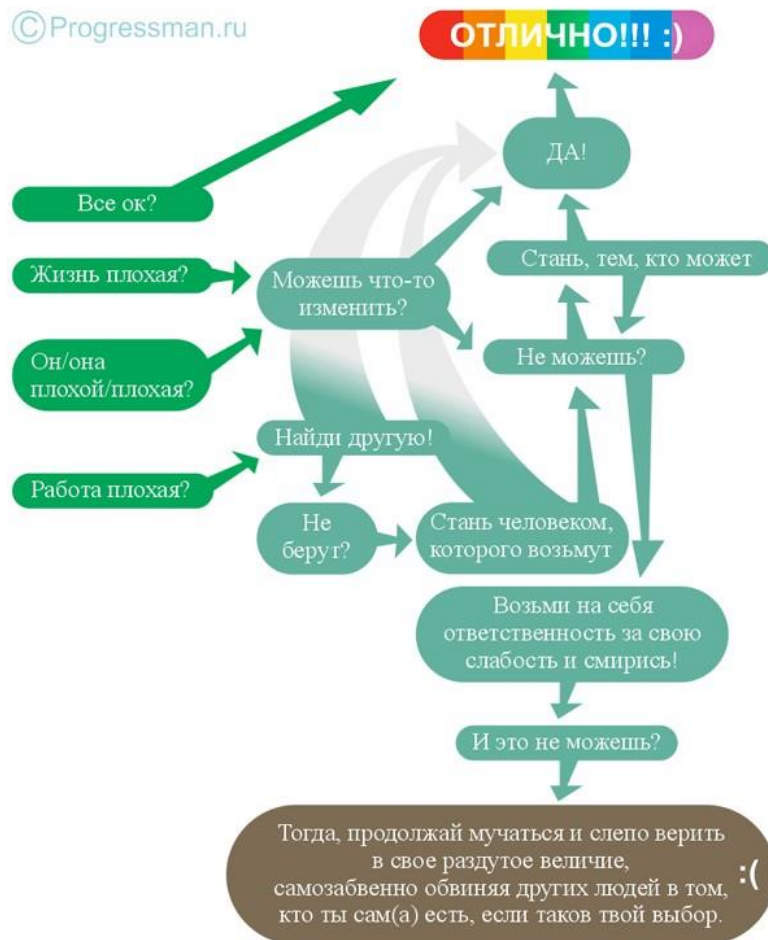 © Progressman.ru
ОТЛИЧНО!!! :)
ДА!
Все ок?
Жизнь плохая?
Можешь что-то
изменить?
Стань, тем, кто может
Он/она
плохой/плохая?
Не можешь?
Найди другую!
Работа плохая?
Не
берут?
Стань человеком,
которого возьмут
Возьми на себя
ответственность за свою
слабость и смирись!
И это не можешь?
Тогда, продолжай мучаться и слепо верить
в свое раздутое величие,
самозабвенно обвиняя других людей в том,
кто ты сам(а) есть, если таков твой выбор.
:(